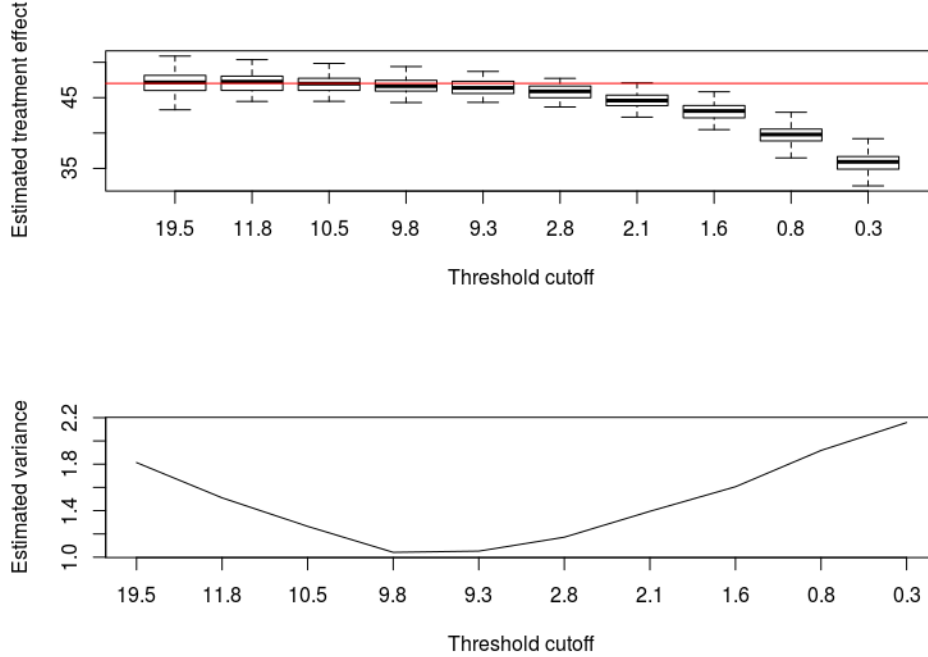 Estimated treatment effect
45
35
19.5 11.8 10.5 9.8 9.3 2.8 2.1 1.6 0.8 0.3
Threshold cutoff
Estimated variance
2.2
1.8
1.4
1.0
19.5 11.8 10.5 9.8 9.3 2.8 2.1 1.6 0.8 0.3
Threshold cutoff